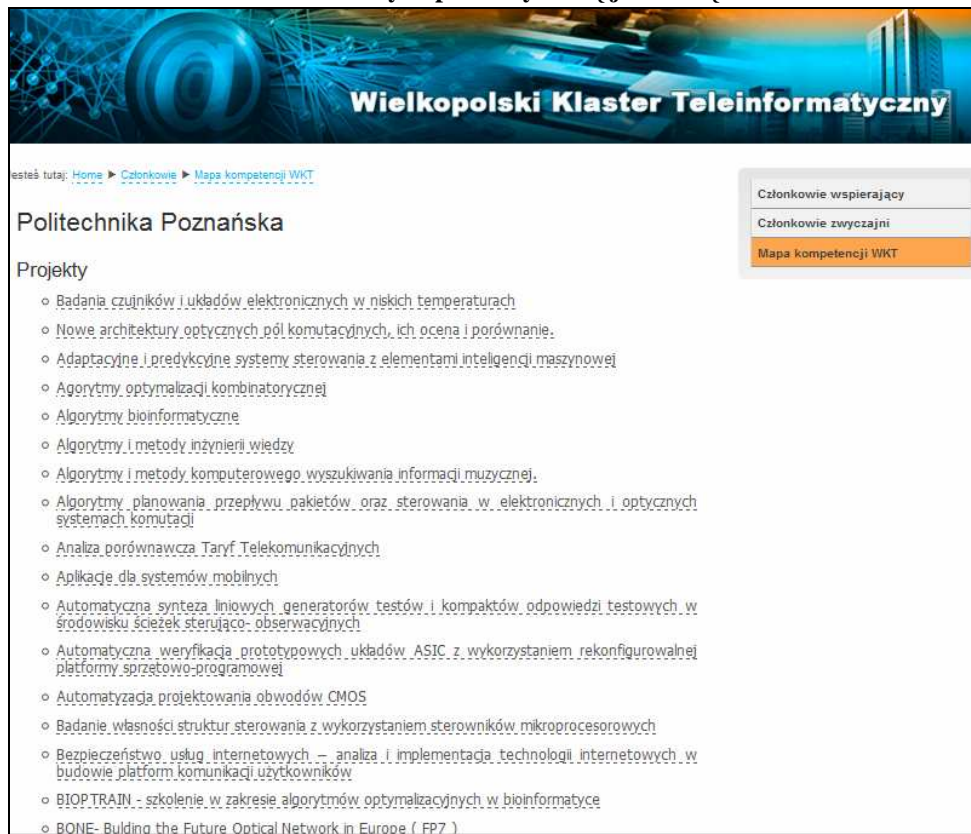 Wielkopolski Klaster Teleinformatyczny
esteś tutaj: Home ► Członkowie ► Mapa kompetencji WKT
Członkowie wspierający
Członkowie zwyczajni
Mapa kompetencji WKT
Politechnika Poznańska
Projekty
Badania czujników i układów elektronicznych w niskich temperaturach
Nowe architektury optycznych pól komutacyjnych, ich ocena i porównanie.
Adaptacyjne i predykcyjne systemy sterowania z elementami inteligencji maszynowej
Agorytmy optymalizacji kombinatorycznej
Algorytmy bioinformatyczne
Algorytmy i metody inżynierii wiedzy
Algorytmy i metody komputerowego wyszukiwania informacji muzycznej.
Algorytmy planowania przepływu pakietów oraz sterowania w elektronicznych i optycznych
systemach komutacji
Analiza porównawcza Taryf Telekomunikacyjnych
Aplikacje dla systemów mobilnych
Automatyczna synteza liniowych generatorów testów i kompaktów odpowiedzi testowych w
środowisku ścieżek sterująco- obserwacyjnych
Automatyczna weryfikacja prototypowych układów ASIC z wykorzystaniem rekonfigurowalnej
platformy sprzętowo-programowej
Automatyzacja projektowania obwodów CMOS
Badanie własności struktur sterowania z wykorzystaniem sterowników mikroprocesorowych
Bezpieczeństwo usług internetowych – analiza i implementacja technologii internetowych w
budowie platform komunikacji użytkowników
BIOPTRAIN - szkolenie w zakresie algorytmów optymalizacyjnych w bioinformatyce
BONE- Bulding the Future Optical Network in Europe ( FP7 )